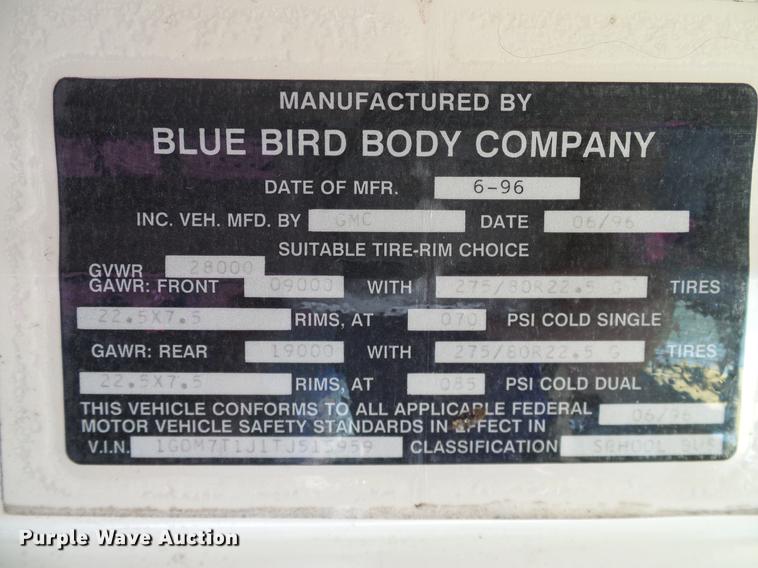 MANUFACTURED BY
BLUE BIRD BODY COMPANY
DATE OF MFR. 6-96
INC. VEH. MFD. BY GMC DATE 06/96
SUITABLE TIRE-RIM CHOICE
GVWR 28000
GAWR: FRONT 09000 WITH 275/80R22.5 G TIRES
22.5X7.5 RIMS, AT 070 PSI COLD SINGLE
GAWR: REAR 19000 WITH 275/80R22.5 G TIRES
22.5X7.5 RIMS, AT 085 PSI COLD DUAL
THIS VEHICLE CONFORMS TO ALL APPLICABLE FEDERAL 06/96
MOTOR VEHICLE SAFETY STANDARDS IN EFFECT IN
V.I.N. 1GDM7T1J1TJ515959 CLASSIFICATION SCHOOL BUS
Purple Wave Auction